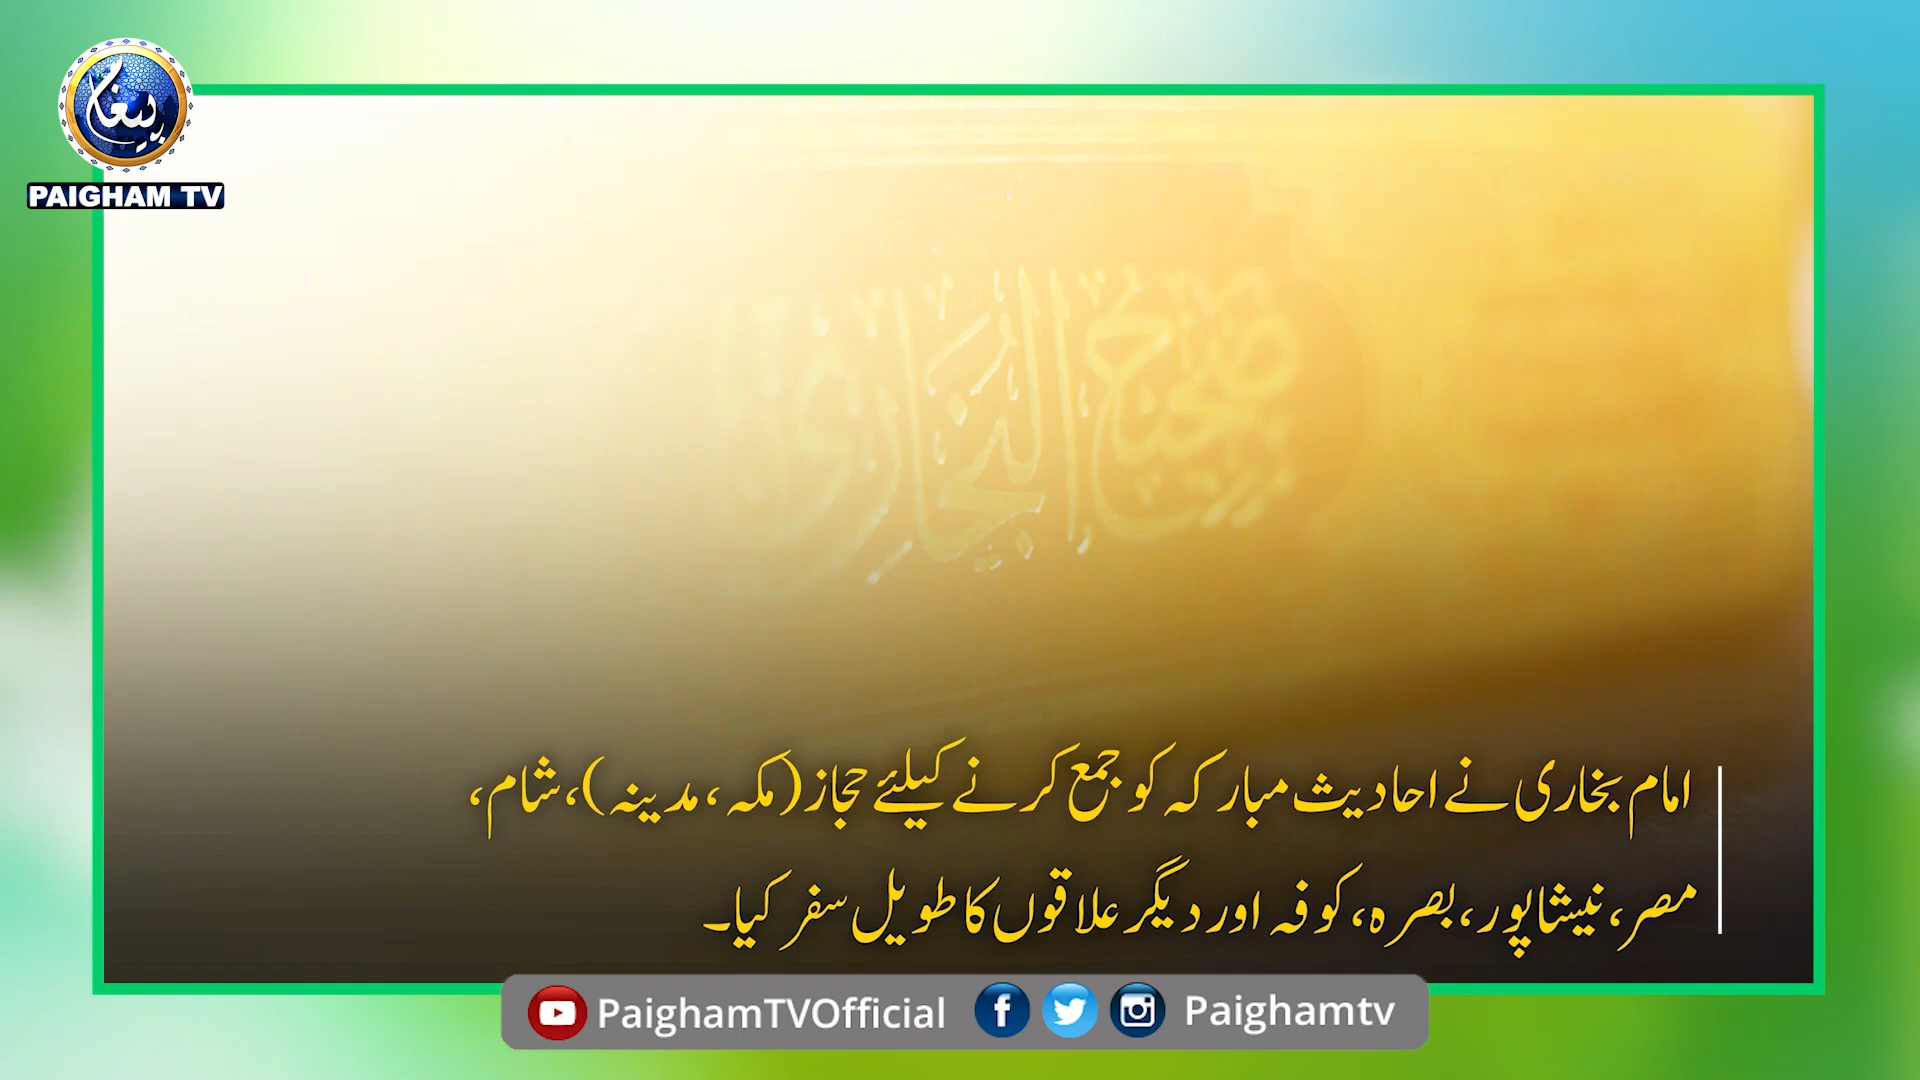 پیغام
PAIGHAM TV
صحیح البخاری
امام بخاری نے احادیث مبارکہ کو جمع کرنے کیلئے حجاز (مکہ، مدینہ)، شام،
مصر، نیشاپور، بصرہ، کوفہ اور دیگر علاقوں کا طویل سفر کیا۔
PaighamTVOfficial
Paighamtv